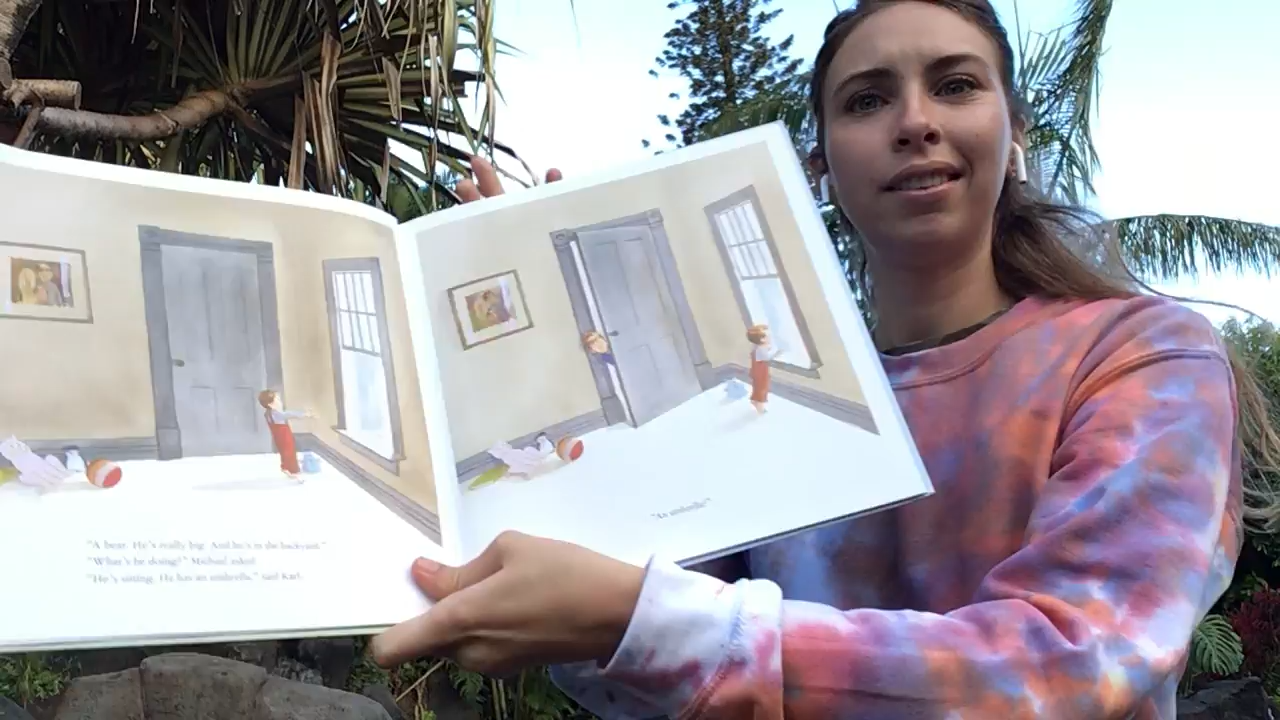 "A bear. He's really big. And he's in the backyard."
"What's he doing?" Michael asked.
"He's sitting. He has an umbrella," said Karl.
"An umbrella?"